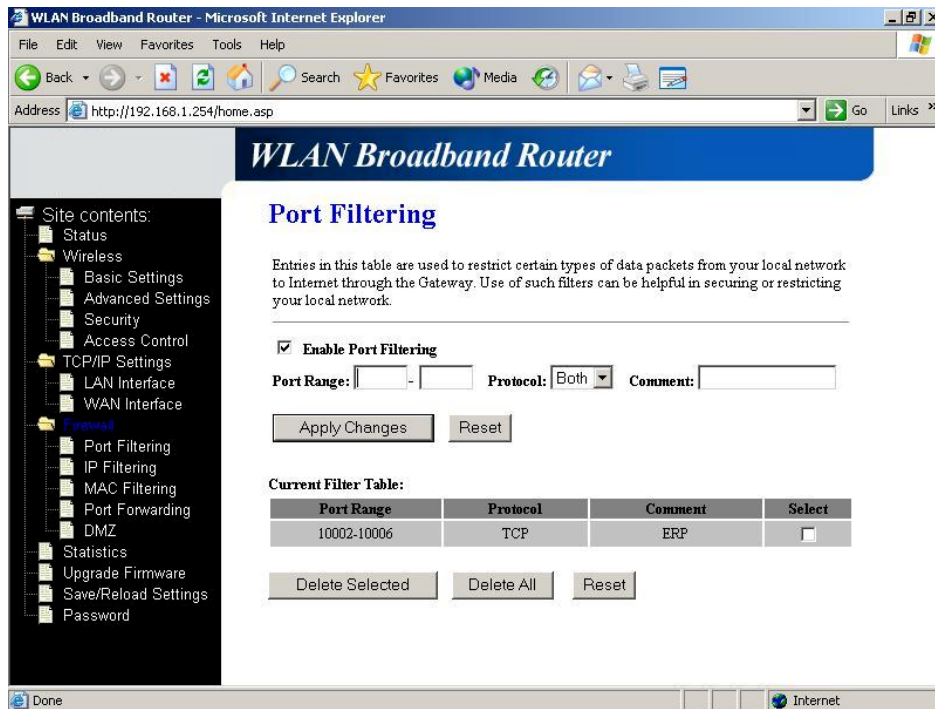 WLAN Broadband Router - Microsoft Internet Explorer
File Edit View Favorites Tools Help
Back Search Favorites Media
Address http://192.168.1.254/home.asp Go Links »
WLAN Broadband Router
Site contents:
Status
Wireless
Basic Settings
Advanced Settings
Security
Access Control
TCP/IP Settings
LAN Interface
WAN Interface
Firewall
Port Filtering
IP Filtering
MAC Filtering
Port Forwarding
DMZ
Statistics
Upgrade Firmware
Save/Reload Settings
Password
Port Filtering
Entries in this table are used to restrict certain types of data packets from your local network
to Internet through the Gateway. Use of such filters can be helpful in securing or restricting
your local network.
Enable Port Filtering
Port Range: - Protocol: Both Comment:
Apply Changes Reset
Current Filter Table:
Port Range Protocol Comment Select
10002-10006 TCP ERP
Delete Selected Delete All Reset
Done Internet